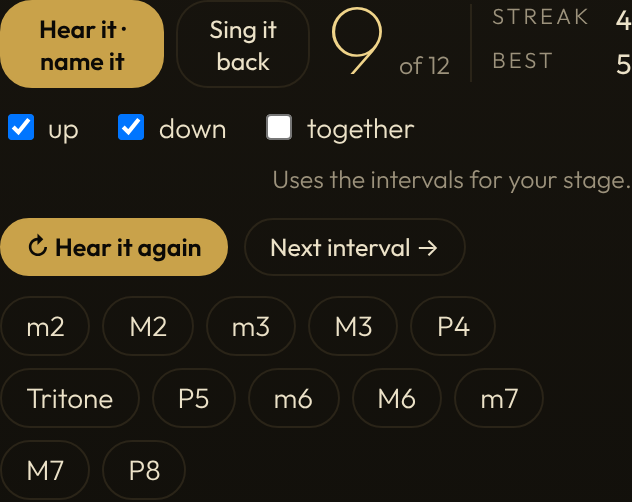 Hear it · name it
Sing it back
9 of 12
STREAK 4
BEST 5
up down together
Uses the intervals for your stage.
↻ Hear it again Next interval →
m2 M2 m3 M3 P4
Tritone P5 m6 M6 m7
M7 P8